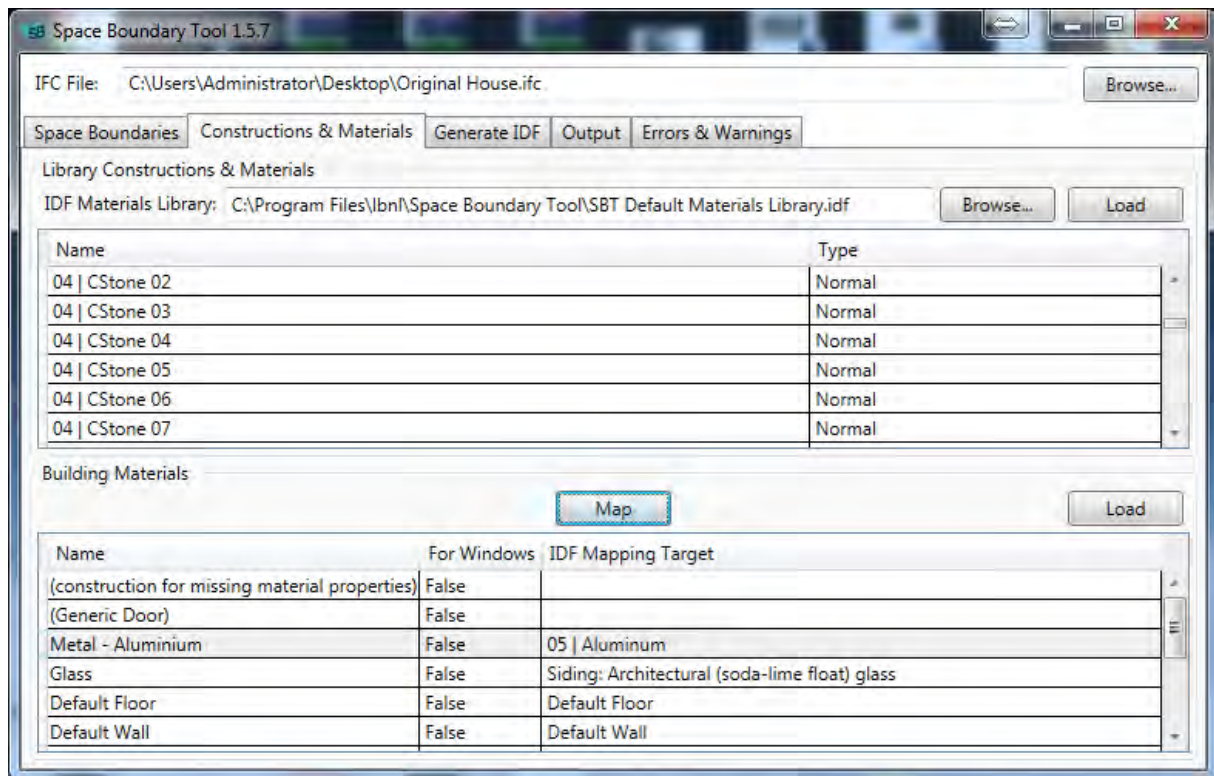 SB Space Boundary Tool 1.5.7
IFC File: C:\Users\Administrator\Desktop\Original House.ifc Browse...
Space Boundaries Constructions & Materials Generate IDF Output Errors & Warnings
Library Constructions & Materials
IDF Materials Library: C:\Program Files\lbnl\Space Boundary Tool\SBT Default Materials Library.idf Browse... Load
Name Type
04 | CStone 02 Normal
04 | CStone 03 Normal
04 | CStone 04 Normal
04 | CStone 05 Normal
04 | CStone 06 Normal
04 | CStone 07 Normal
Building Materials
Map Load
Name For Windows IDF Mapping Target
(construction for missing material properties) False
(Generic Door) False
Metal - Aluminium False 05 | Aluminum
Glass False Siding: Architectural (soda-lime float) glass
Default Floor False Default Floor
Default Wall False Default Wall